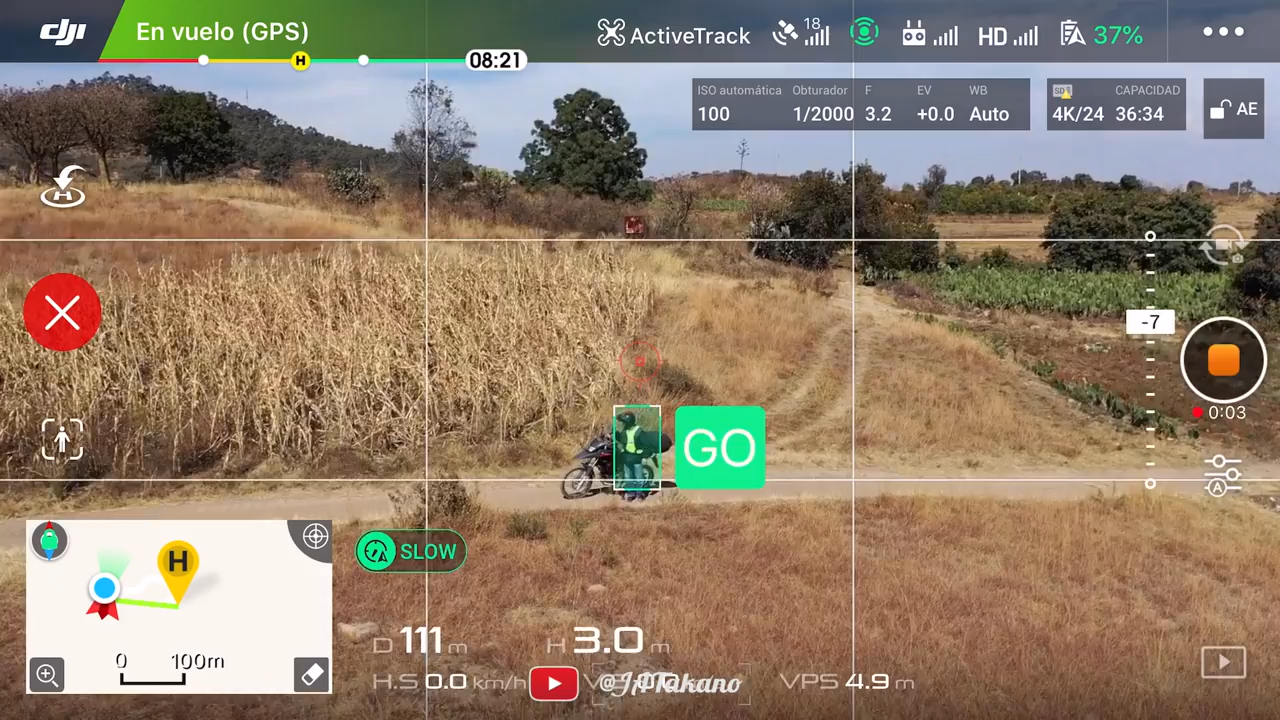 dji
En vuelo (GPS)
ActiveTrack
18
HD
37%
H
08:21
ISO automática Obturador F EV WB
100 1/2000 3.2 +0.0 Auto
SD CAPACIDAD
4K/24 36:34
AE
H
-7
0:03
A
GO
SLOW
H
0 100m
D 111 m H 3.0 m
H.S 0.0 km/h @JATakano VPS 4.9 m